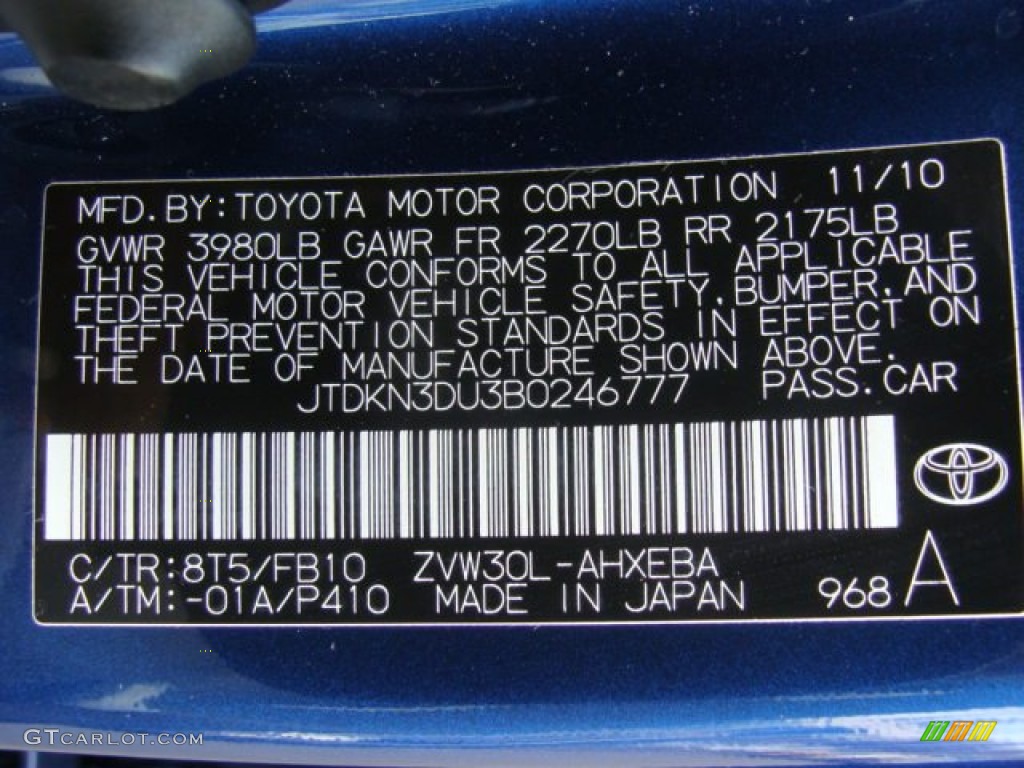 MFD.BY:TOYOTA MOTOR CORPORATION 11/10
GVWR 3980LB GAWR FR 2270LB RR 2175LB
THIS VEHICLE CONFORMS TO ALL APPLICABLE
FEDERAL MOTOR VEHICLE SAFETY,BUMPER,AND
THEFT PREVENTION STANDARDS IN EFFECT ON
THE DATE OF MANUFACTURE SHOWN ABOVE.
JTDKN3DU3B0246777 PASS.CAR
C/TR:8T5/FB10 ZVW30L-AHXEBA
A/TM:-01A/P410 MADE IN JAPAN 968 A
GTCARLOT.COM